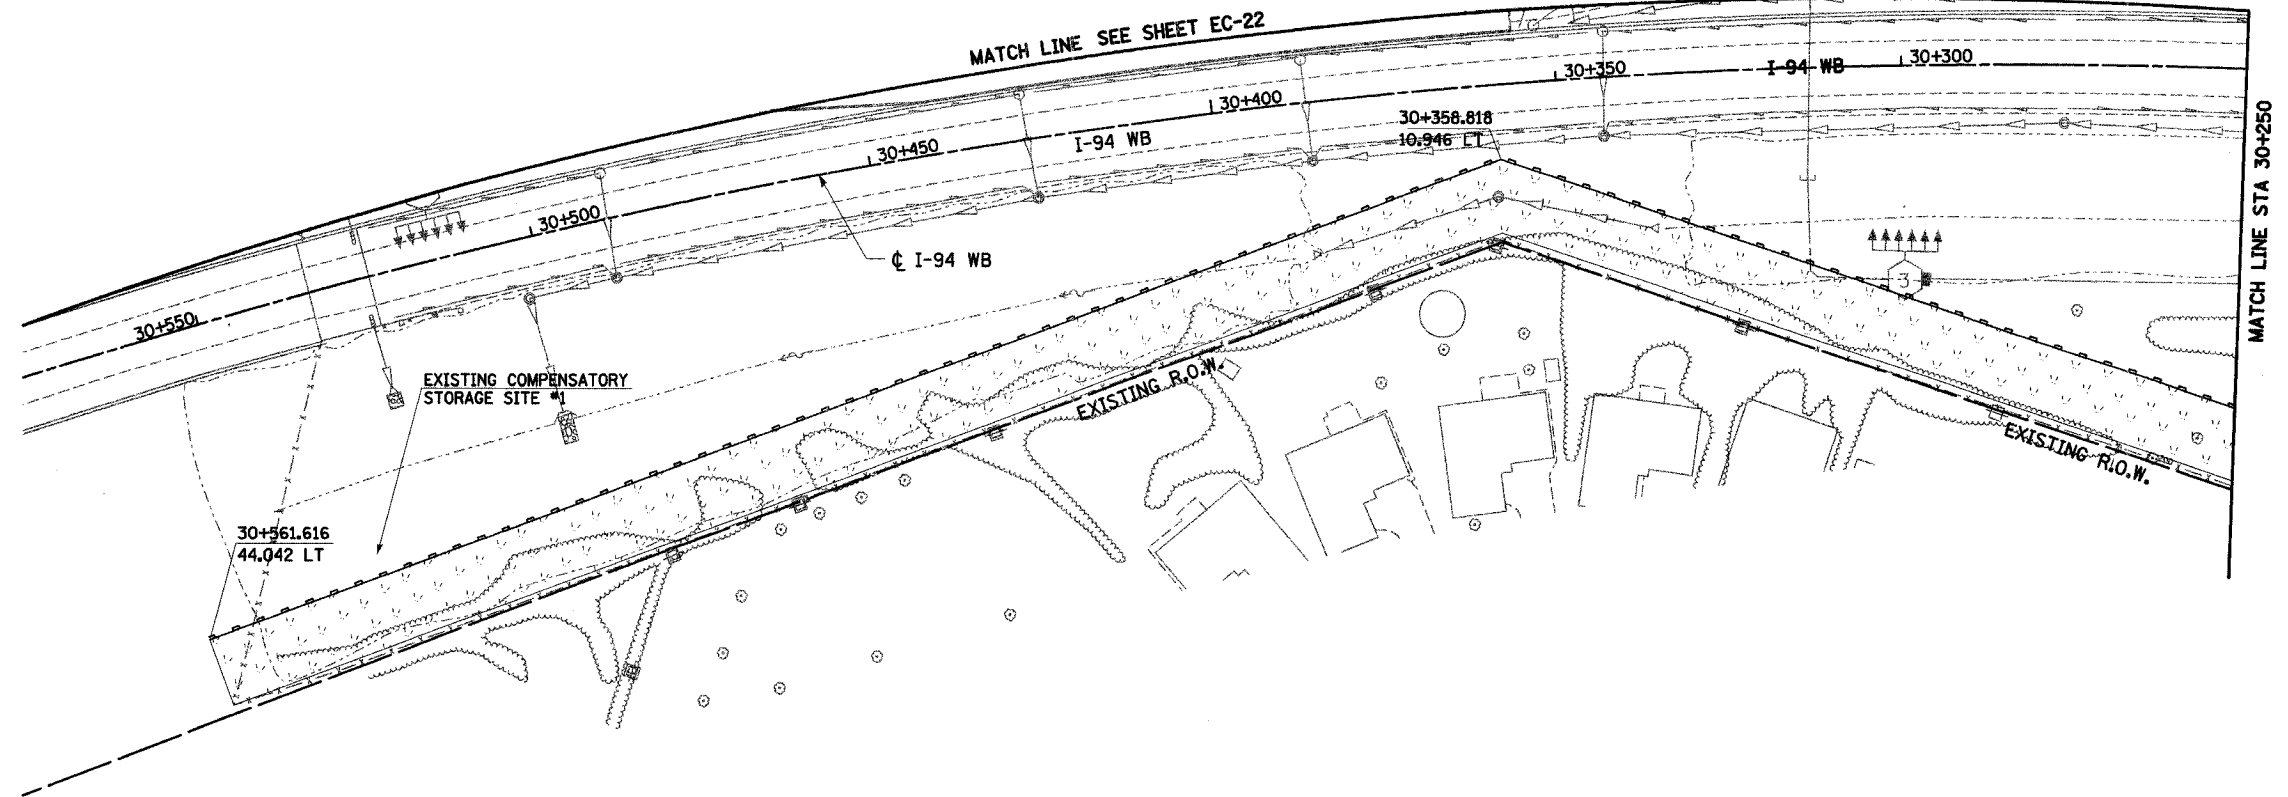 MATCH LINE SEE SHEET EC-22
30+300
I-94 WB
30+350
30+400
30+358.818
10.946 LT
I-94 WB
30+450
30+500
30+550
℄ I-94 WB
MATCH LINE STA 30+250
3
EXISTING COMPENSATORY
STORAGE SITE #1
EXISTING R.O.W.
EXISTING R.O.W.
30+561.616
44.042 LT